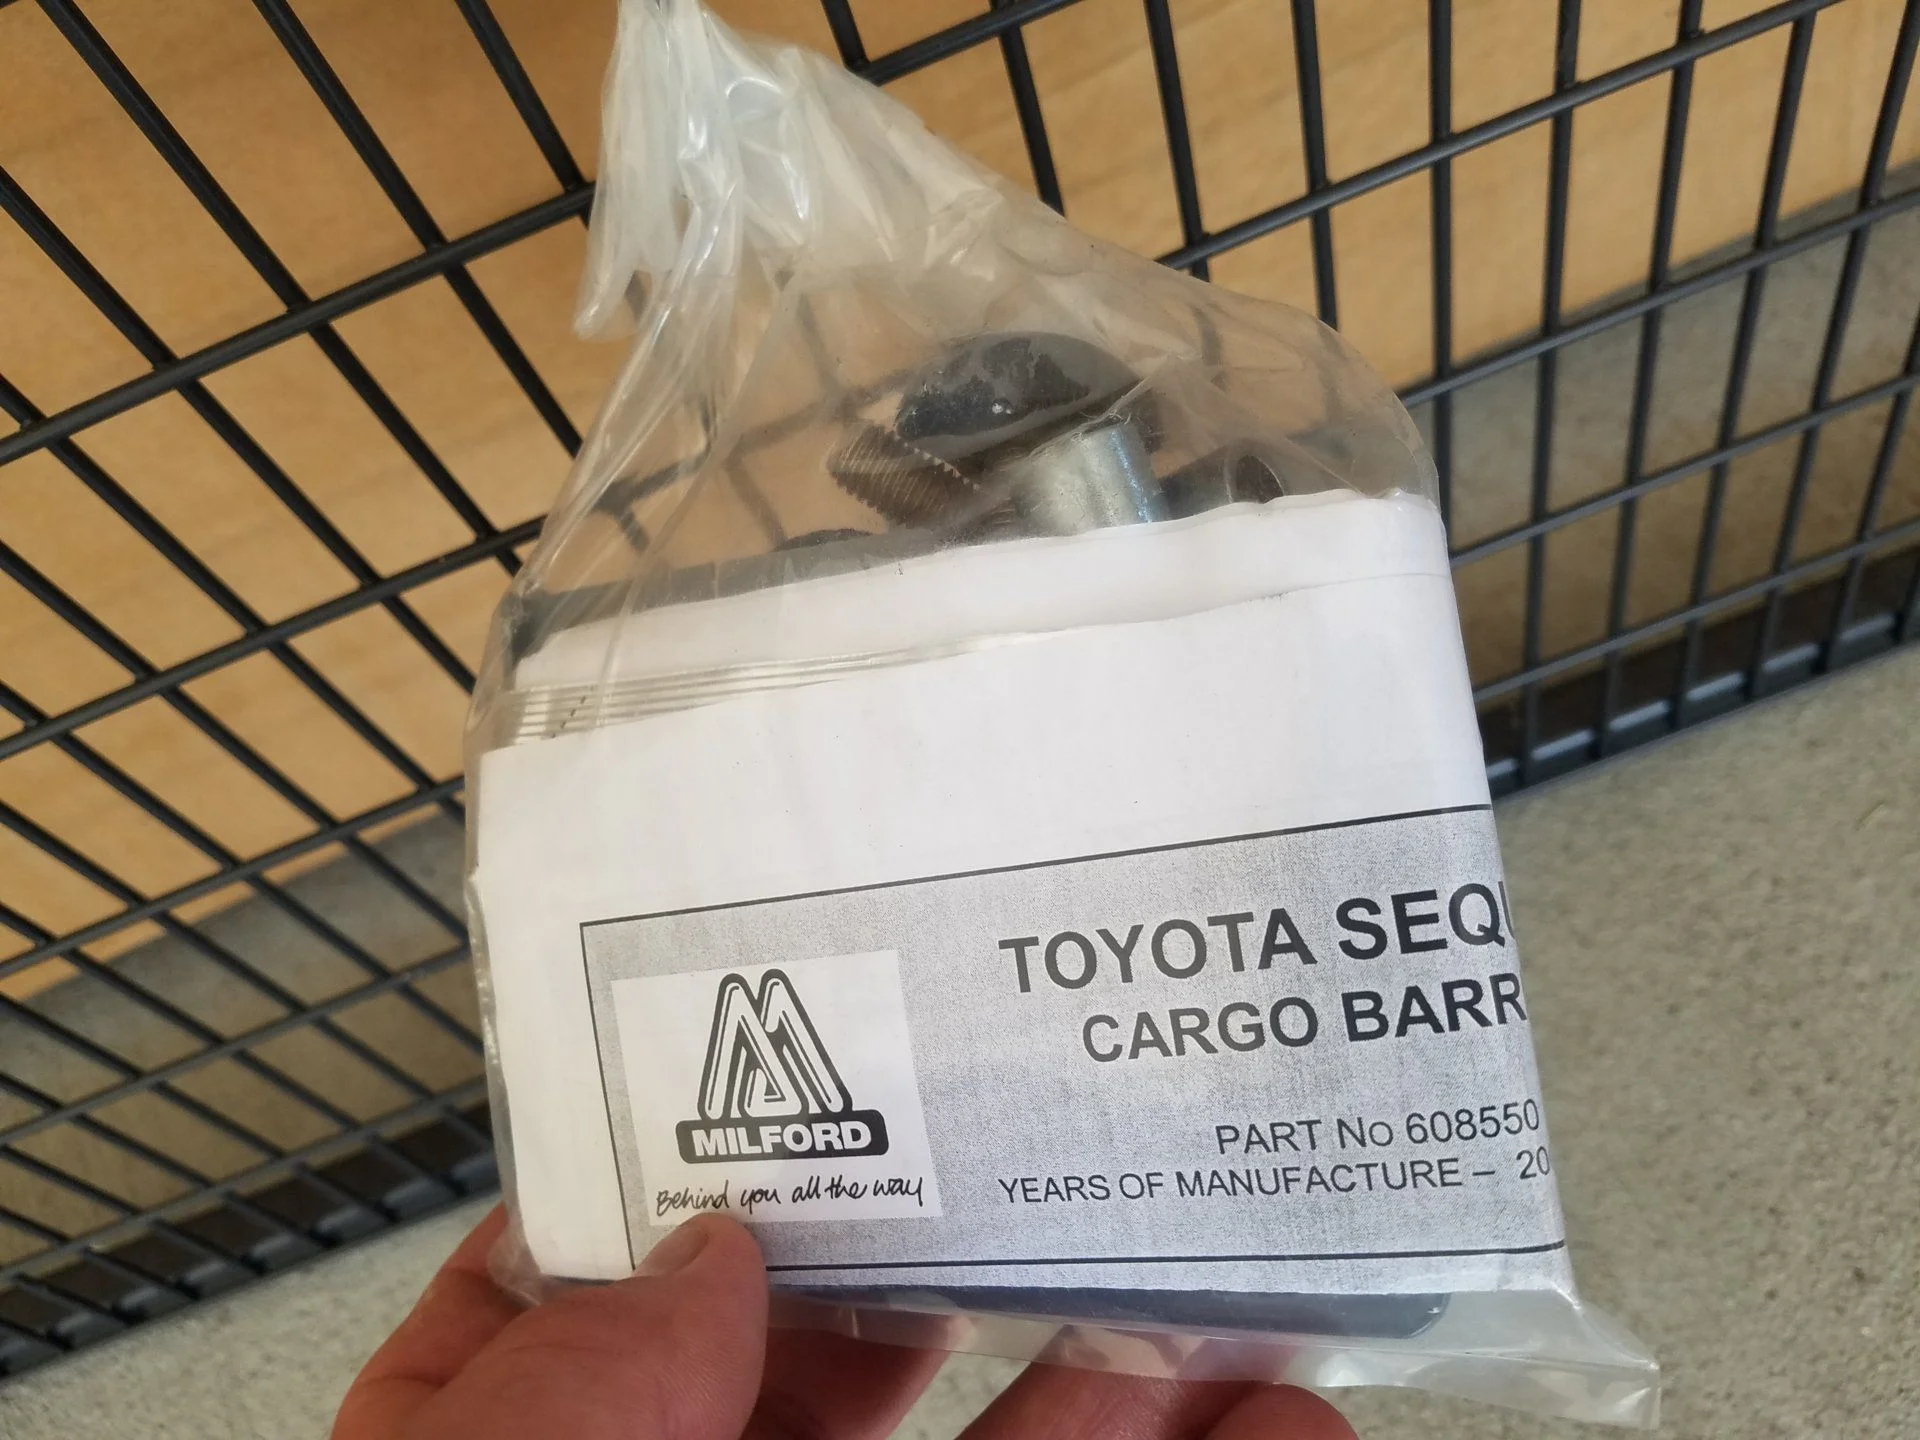 TOYOTA SEQU
CARGO BARR
PART No 608550
YEARS OF MANUFACTURE – 20
MILFORD
Behind you all the way